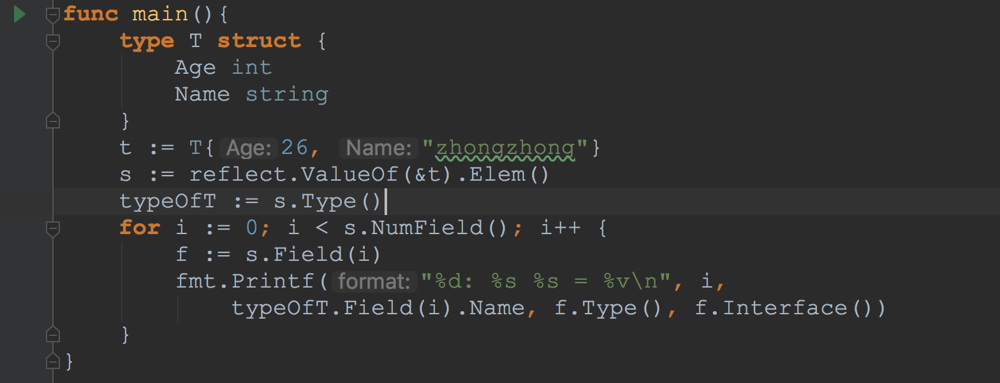 func main(){
type T struct {
Age int
Name string
}
t := T{ Age: 26, Name: "zhongzhong"}
s := reflect.ValueOf(&t).Elem()
typeOfT := s.Type()
for i := 0; i < s.NumField(); i++ {
f := s.Field(i)
fmt.Printf( format: "%d: %s %s = %v\n", i,
typeOfT.Field(i).Name, f.Type(), f.Interface())
}
}